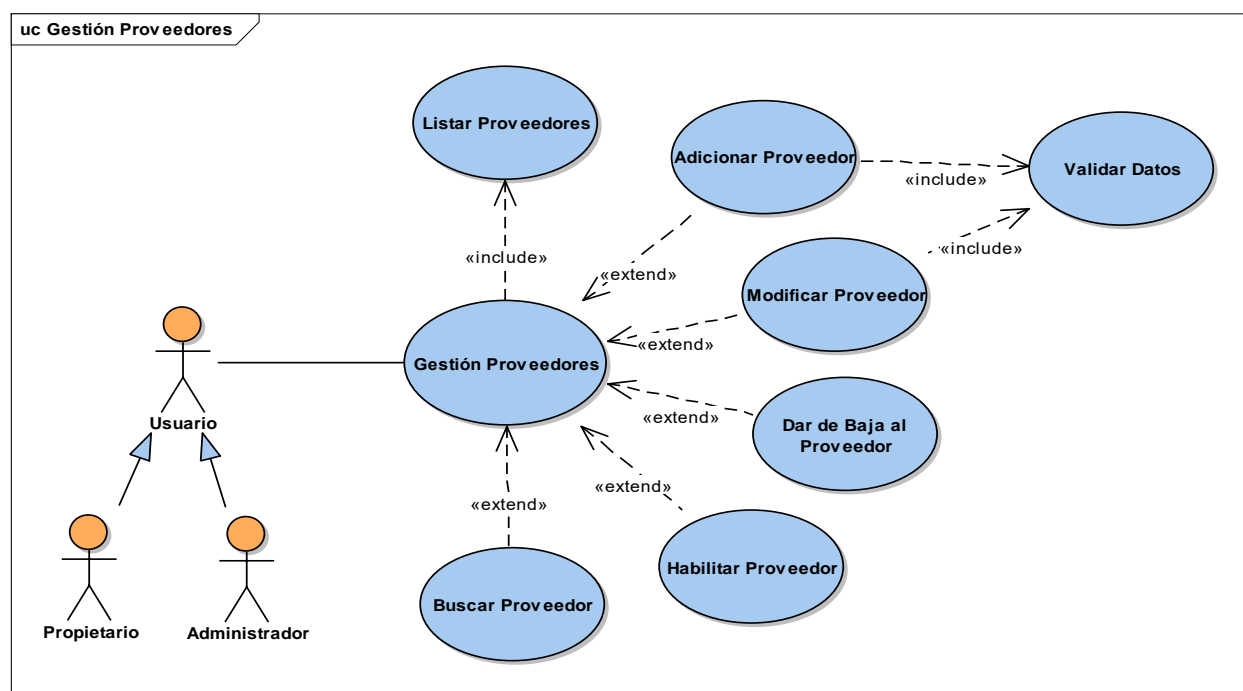 uc Gestión Proveedores
Listar Proveedores
Adicionar Proveedor
Validar Datos
«include»
«include»
«extend»
«include»
Modificar Proveedor
«extend»
Gestión Proveedores
Usuario
«extend»
Dar de Baja al
Proveedor
«extend»
«extend»
Habilitar Proveedor
Buscar Proveedor
Propietario
Administrador